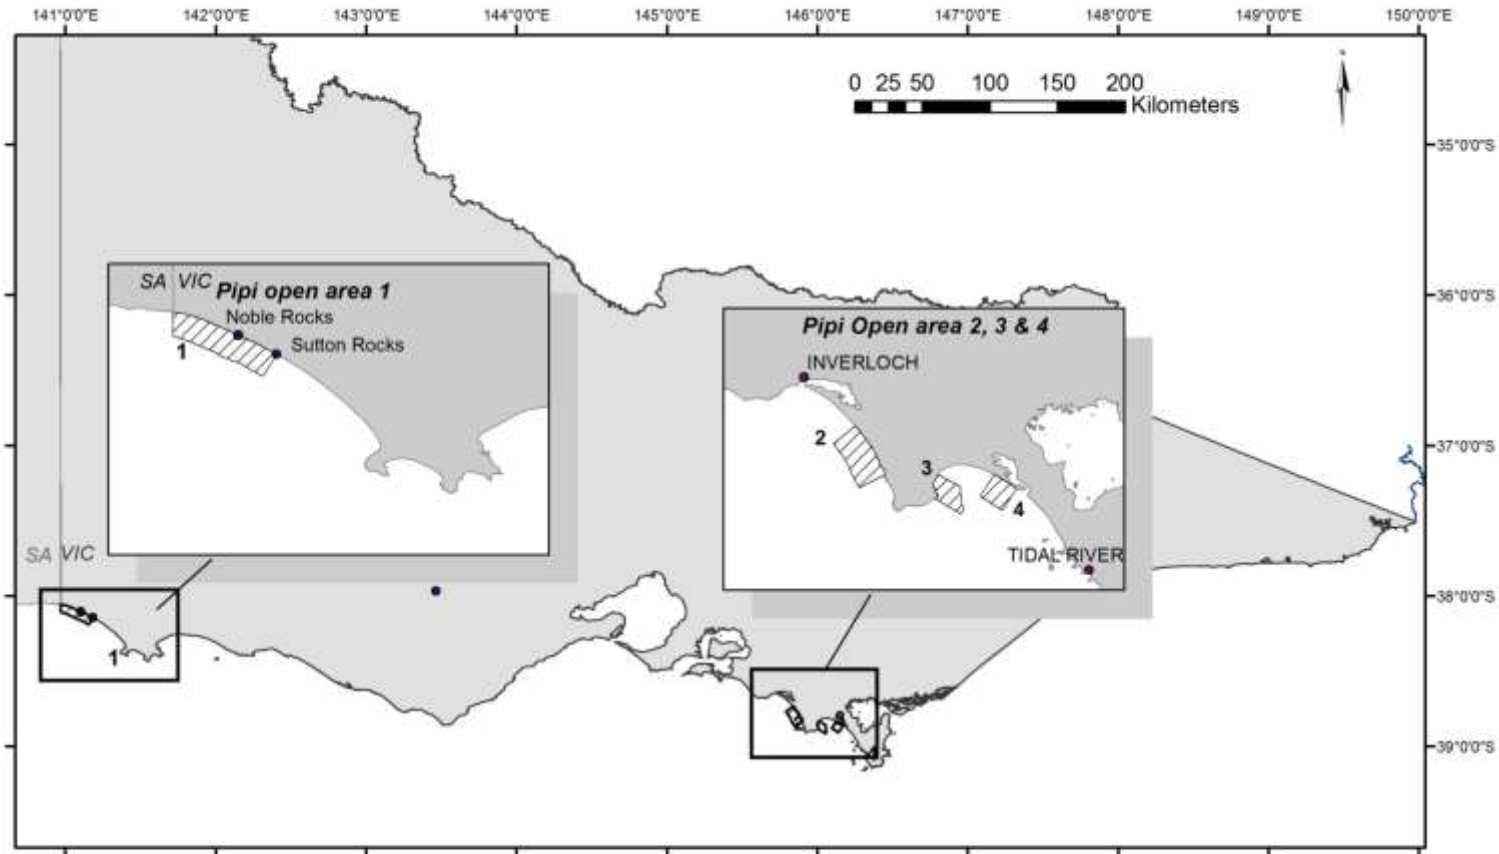 141°0'0"E 142°0'0"E 143°0'0"E 144°0'0"E 145°0'0"E 146°0'0"E 147°0'0"E 148°0'0"E 149°0'0"E 150°0'0"E
0 25 50 100 150 200
Kilometers
35°0'0"S
36°0'0"S
37°0'0"S
38°0'0"S
39°0'0"S
SA VIC
Pipi open area 1
Noble Rocks
Sutton Rocks
1
Pipi Open area 2, 3 & 4
INVERLOCH
2
3
4
TIDAL RIVER
SA VIC
1